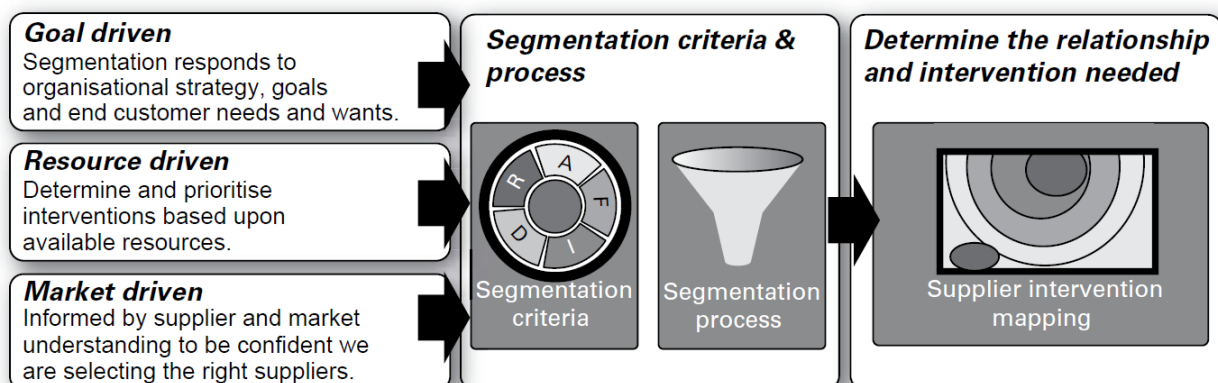 Goal driven
Segmentation responds to
organisational strategy, goals
and end customer needs and wants.
Resource driven
Determine and prioritise
interventions based upon
available resources.
Market driven
Informed by supplier and market
understanding to be confident we
are selecting the right suppliers.
Segmentation criteria &
process
R
A
F
I
D
Segmentation
criteria
Segmentation
process
Determine the relationship
and intervention needed
Supplier intervention
mapping